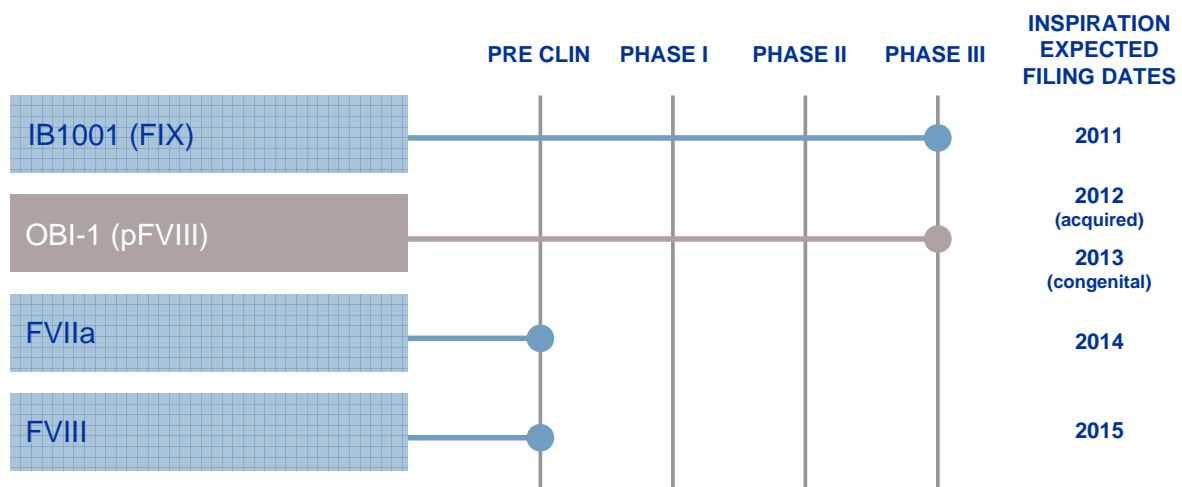 INSPIRATION
EXPECTED
FILING DATES
PRE CLIN PHASE I PHASE II PHASE III
IB1001 (FIX)
2011
OBI-1 (pFVIII)
2012
(acquired)
2013
(congenital)
FVIIa
2014
FVIII
2015